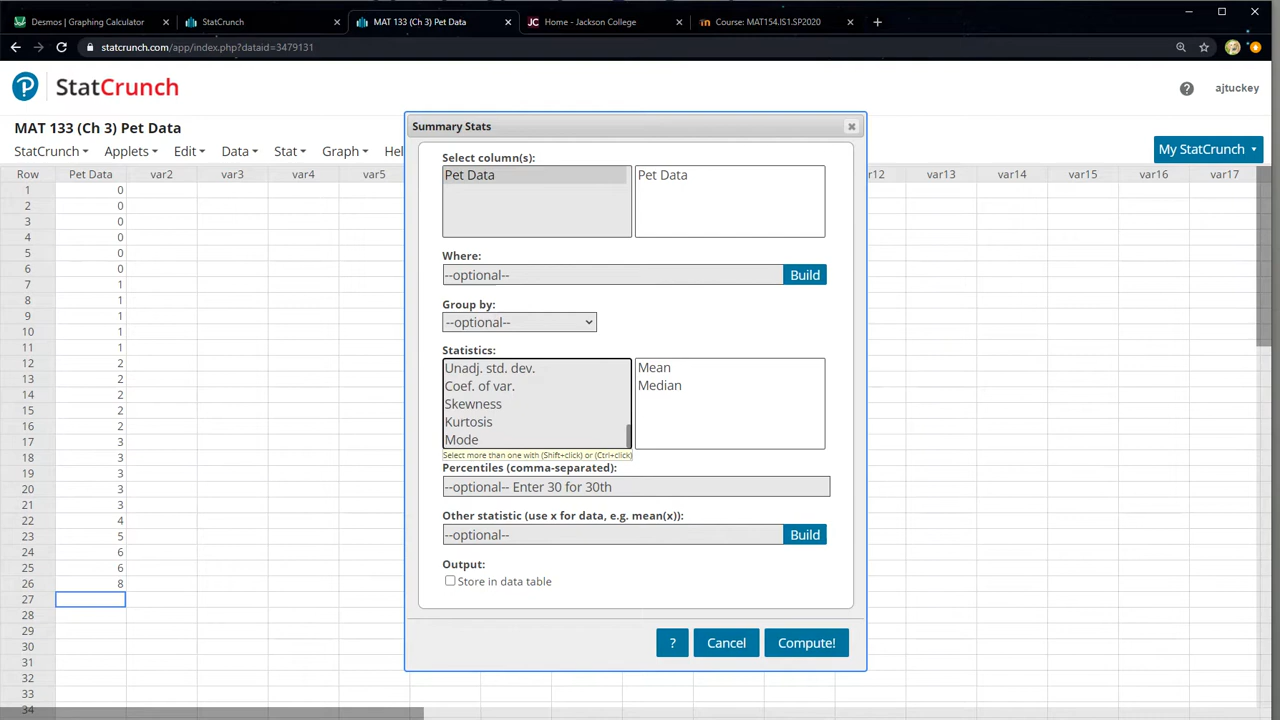 Desmos | Graphing Calculator
StatCrunch
MAT 133 (Ch 3) Pet Data
JC Home - Jackson College
Course: MAT154.IS1.SP2020
statcrunch.com/app/index.php?dataid=3479131
StatCrunch
ajtuckey
MAT 133 (Ch 3) Pet Data
StatCrunch Applets Edit Data Stat Graph Hel
My StatCrunch
Row Pet Data var2 var3 var4 var5 r12 var13 var14 var15 var16 var17
1 0
2 0
3 0
4 0
5 0
6 0
7 1
8 1
9 1
10 1
11 1
12 2
13 2
14 2
15 2
16 2
17 3
18 3
19 3
20 3
21 3
22 4
23 5
24 6
25 6
26 8
27
28
29
30
31
32
33
34
Summary Stats
Select column(s):
Pet Data
Pet Data
Where:
--optional--
Build
Group by:
--optional--
Statistics:
Unadj. std. dev.
Coef. of var.
Skewness
Kurtosis
Mode
Mean
Median
Select more than one with (Shift+click) or (Ctrl+click)
Percentiles (comma-separated):
--optional-- Enter 30 for 30th
Other statistic (use x for data, e.g. mean(x)):
--optional--
Build
Output:
Store in data table
?
Cancel
Compute!